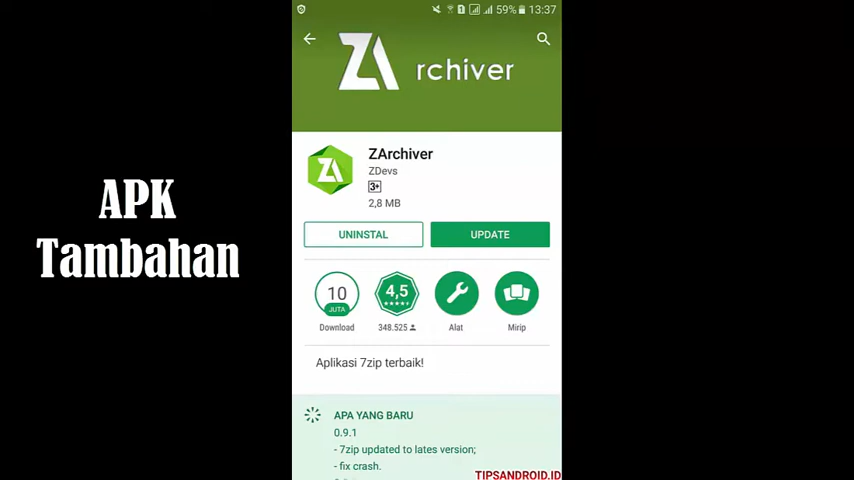 59% 13:37
ZA rchiver
ZArchiver
ZDevs
3+
2,8 MB
UNINSTALL
UPDATE
10
JUTA
Download
4,5
348.525
Alat
Mirip
Aplikasi 7zip terbaik!
APA YANG BARU
0.9.1
- 7zip updated to lates version;
- fix crash.
APK
Tambahan
TIPSANDROID.ID